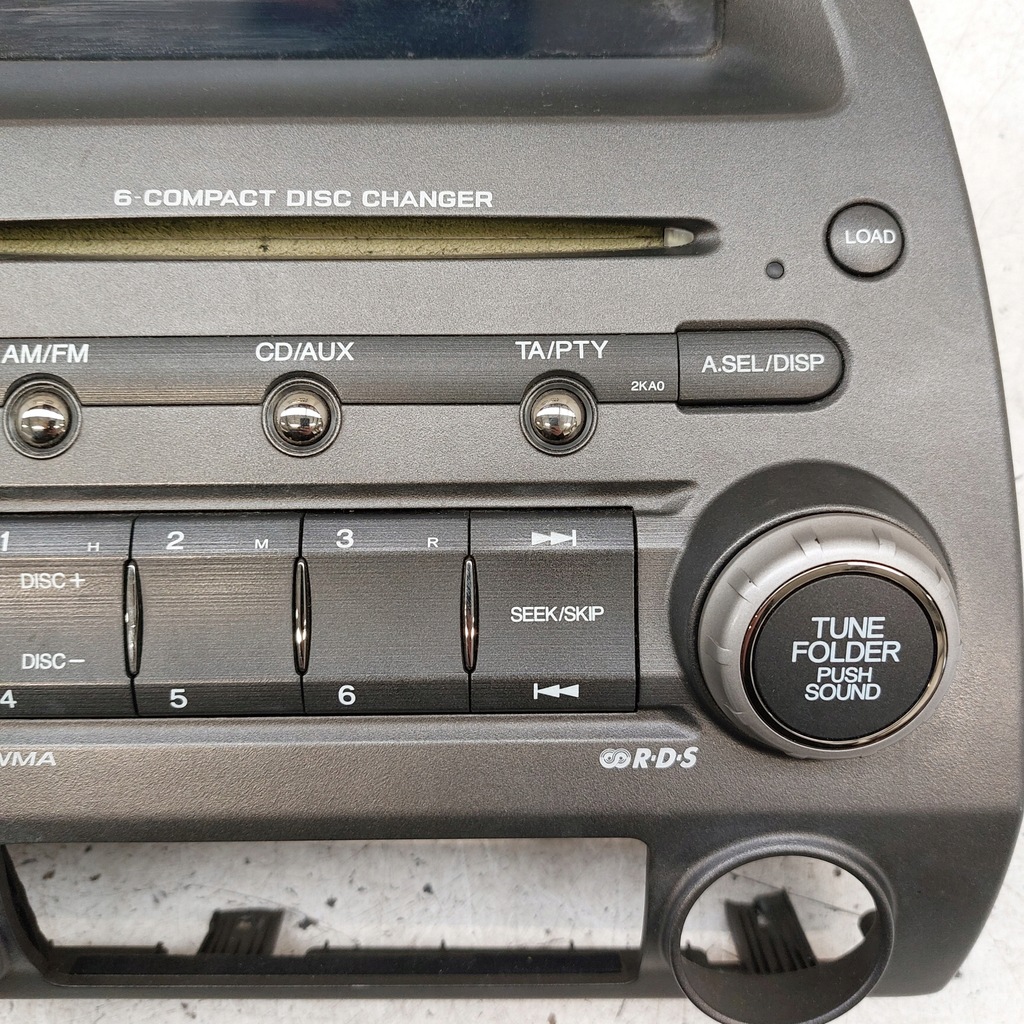 6-COMPACT DISC CHANGER
LOAD
AM/FM CD/AUX TA/PTY
A.SEL/DISP
2KA0
1 H 2 M 3 R
DISC+
SEEK/SKIP
DISC-
4 5 6
TUNE
FOLDER
PUSH
SOUND
WMA
R·D·S